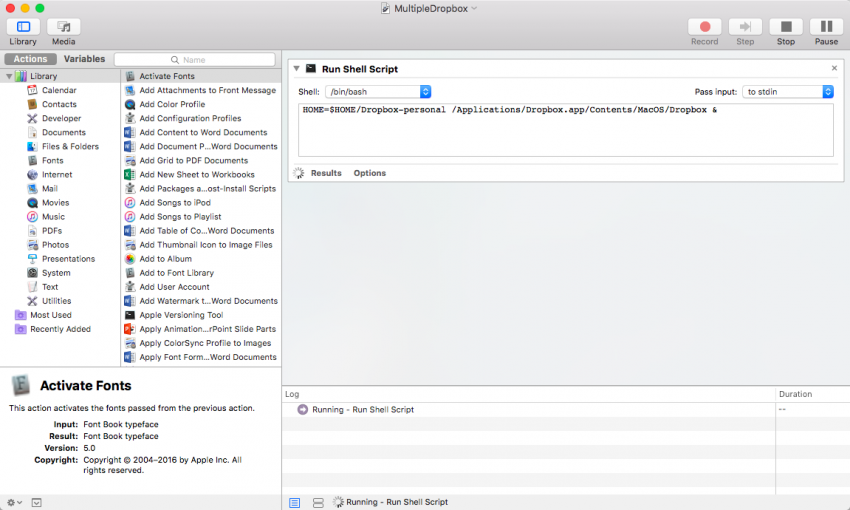 MultipleDropbox
Library
Media
Record
Step
Stop
Pause
Actions
Variables
Search
Library
Calendar
Contacts
Developer
Documents
Files & Folders
Fonts
Internet
Mail
Movies
Music
PDFs
Photos
Presentations
System
Text
Utilities
Most Used
Recently Added
Activate Fonts
Add Attachments to Front Message
Add Color Profile
Add Configuration Profiles
Add Content to Word Documents
Add Document P...Word Documents
Add Grid to PDF Documents
Add New Sheet to Workbooks
Add Packages a...ost-Install Scripts
Add Songs to iPod
Add Songs to Playlist
Add Table of Co...Word Documents
Add Thumbnail Icon to Image Files
Add to Album
Add to Font Library
Add User Account
Add Watermark t...Word Documents
Apple Versioning Tool
Apply Animation...rPoint Slide Parts
Apply ColorSync Profile to Images
Apply Font Form...Word Documents
Activate Fonts
This action activates the fonts passed from the previous action.
Input: Font Book typeface
Result: Font Book typeface
Version: 5.0
Copyright: Copyright © 2004–2016 by Apple Inc. All
rights reserved.
Run Shell Script
Shell: /bin/bash
Pass input: to stdin
HOME=$HOME/Dropbox-personal /Applications/Dropbox.app/Contents/MacOS/Dropbox &
Results
Options
Log
Duration
Running - Run Shell Script
--
Running - Run Shell Script